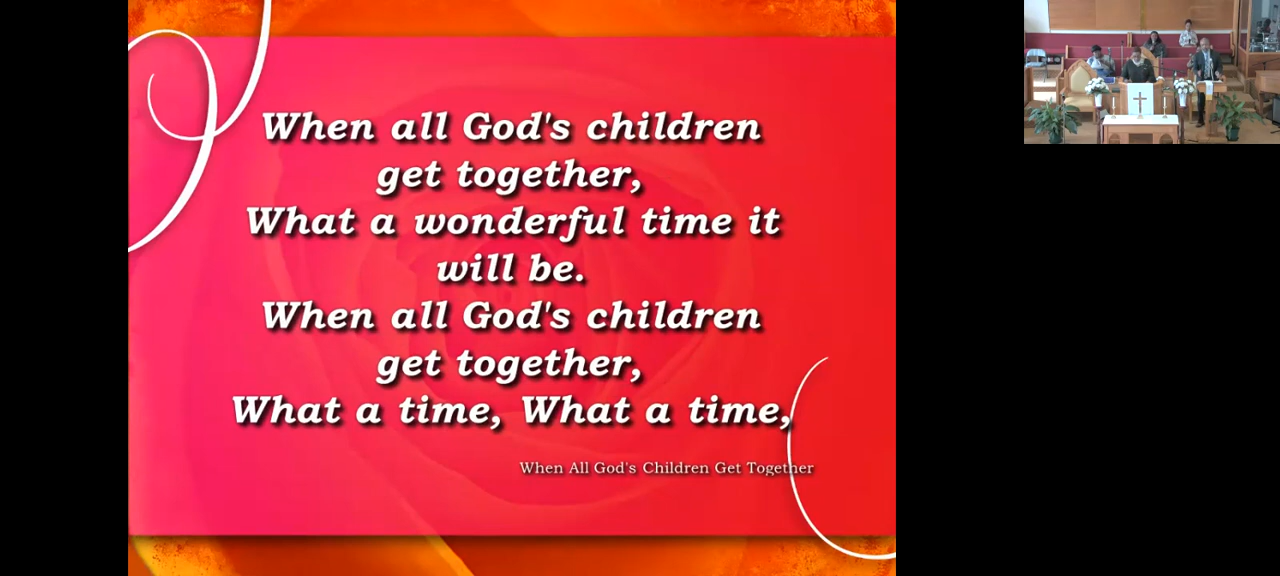 When all God's children
get together,
What a wonderful time it
will be.
When all God's children
get together,
What a time, What a time,
When All God's Children Get Together